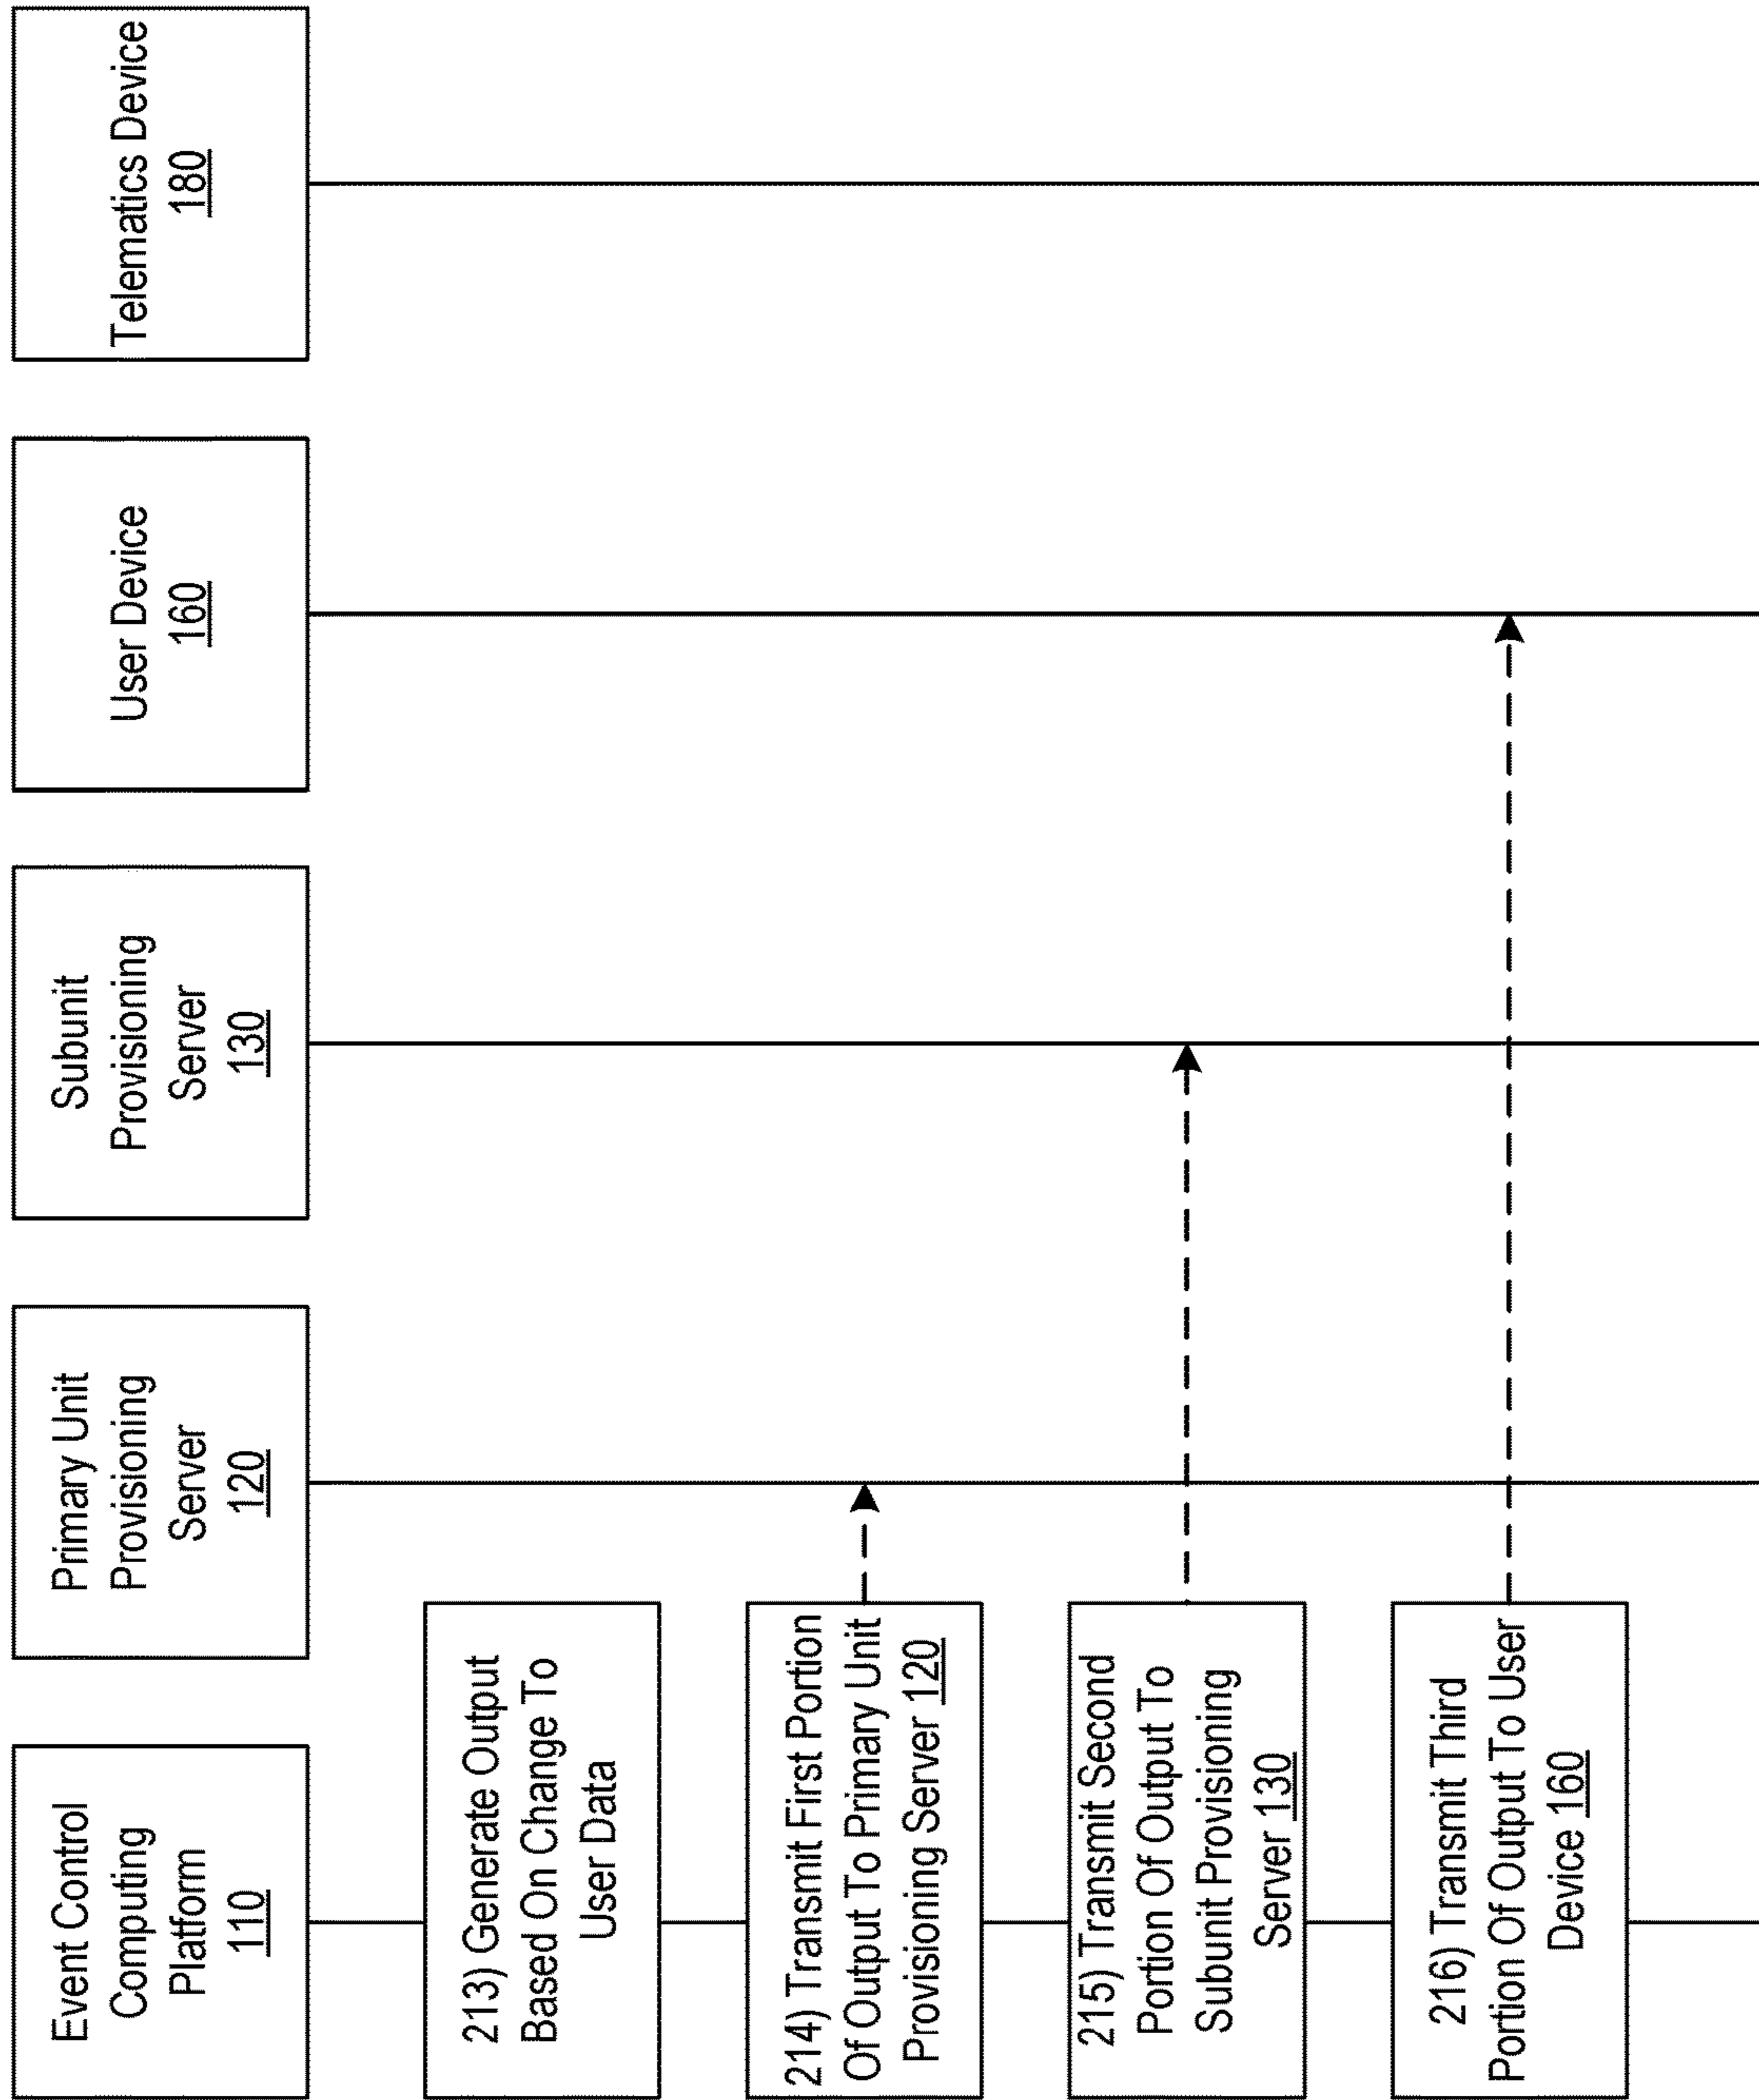 Event Control
Computing
Platform
110
Primary Unit
Provisioning
Server
120
Subunit
Provisioning
Server
130
User Device
160
Telematics Device
180
213) Generate Output
Based On Change To
User Data
214) Transmit First Portion
Of Output To Primary Unit
Provisioning Server 120
215) Transmit Second
Portion Of Output To
Subunit Provisioning
Server 130
216) Transmit Third
Portion Of Output To User
Device 160